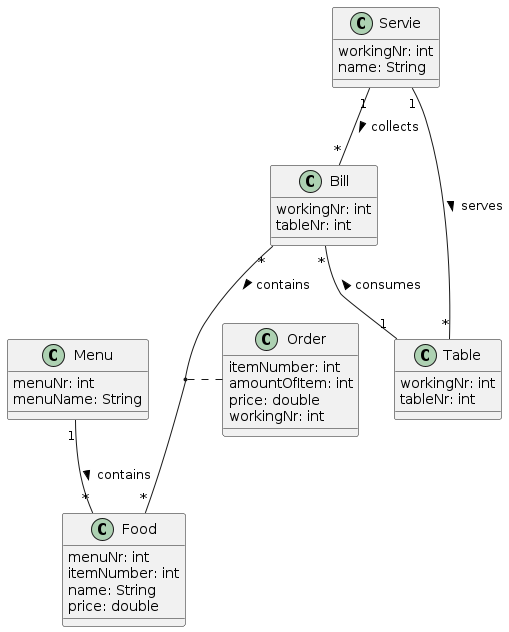 C Servie
workingNr: int
name: String
1 1
collects
*
C Bill
workingNr: int
tableNr: int
serves
* *
contains
consumes
1 *
C Order
itemNumber: int
amountOfItem: int
price: double
workingNr: int
C Menu
menuNr: int
menuName: String
C Table
workingNr: int
tableNr: int
1
contains
* *
C Food
menuNr: int
itemNumber: int
name: String
price: double